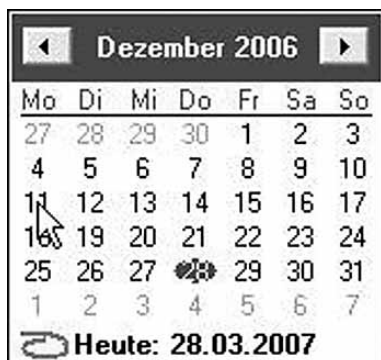 Dezember 2006
Mo Di Mi Do Fr Sa So
27 28 29 30 1 2 3
4 5 6 7 8 9 10
11 12 13 14 15 16 17
19 20 21 22 23 24
25 26 27 28 29 30 31
1 2 3 4 5 6 7
Heute: 28.03.2007